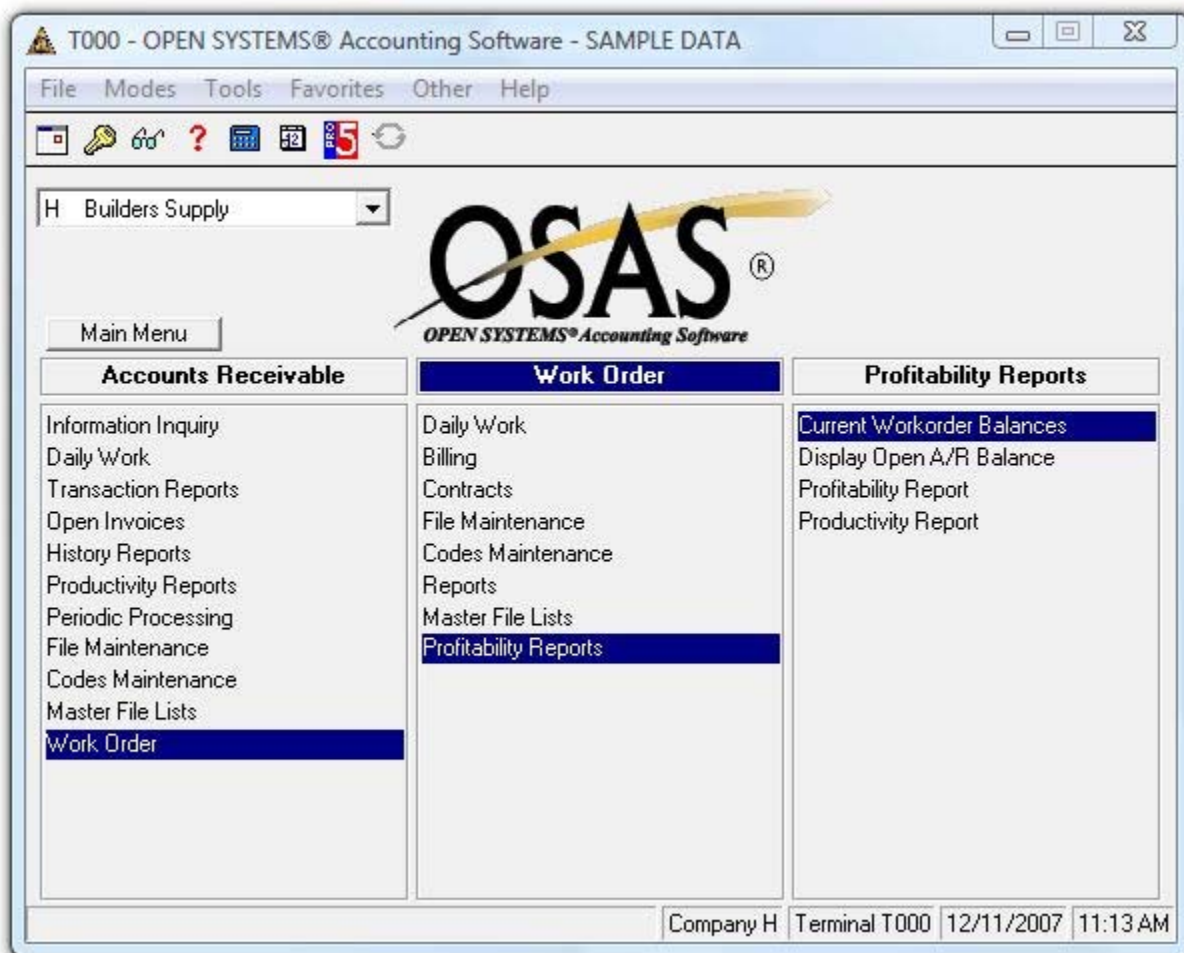 T000 - OPEN SYSTEMS® Accounting Software - SAMPLE DATA
File Modes Tools Favorites Other Help
? 12 PRO 5
H Builders Supply
OSAS ®
OPEN SYSTEMS® Accounting Software
Main Menu
Accounts Receivable
Information Inquiry
Daily Work
Transaction Reports
Open Invoices
History Reports
Productivity Reports
Periodic Processing
File Maintenance
Codes Maintenance
Master File Lists
Work Order
Work Order
Daily Work
Billing
Contracts
File Maintenance
Codes Maintenance
Reports
Master File Lists
Profitability Reports
Profitability Reports
Current Workorder Balances
Display Open A/R Balance
Profitability Report
Productivity Report
Company H Terminal T000 12/11/2007 11:13 AM